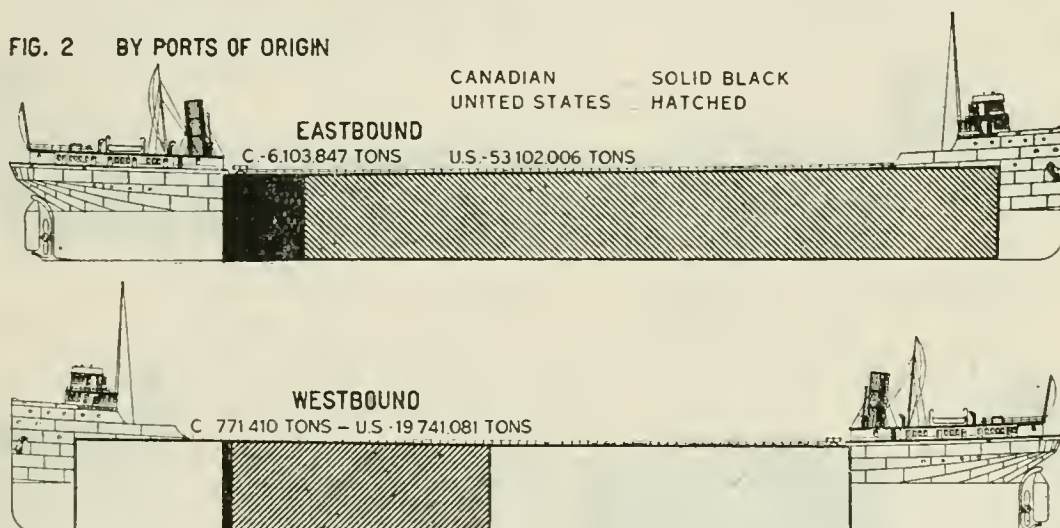 FIG. 2 BY PORTS OF ORIGIN
CANADIAN SOLID BLACK
UNITED STATES HATCHED
EASTBOUND
C.-6,103,847 TONS U.S.-53 102,006 TONS
WESTBOUND
C 771 410 TONS – U.S.-19 741,081 TONS